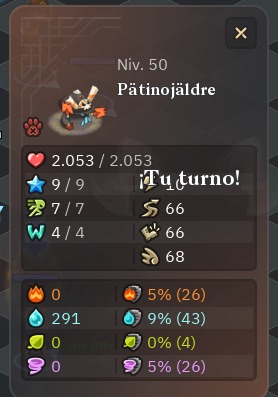 Niv. 50
Pätinojäldre
2.053 / 2.053
9 / 9
¡Tu turno!
7 / 7 66
4 / 4 66
68
0 5% (26)
291 9% (43)
0 0% (4)
0 5% (26)